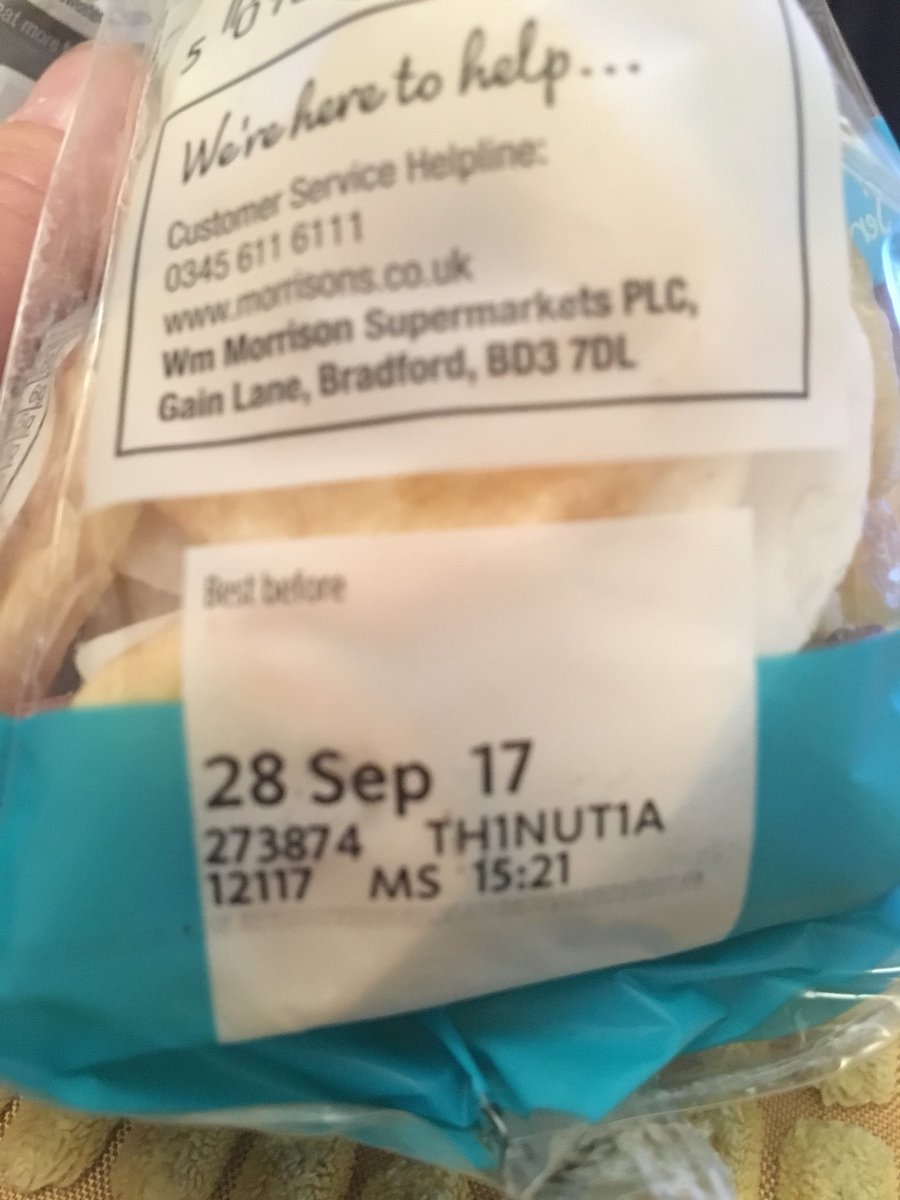 We're here to help...
Customer Service Helpline:
0345 611 6111
www.morrisons.co.uk
Wm Morrison Supermarkets PLC,
Gain Lane, Bradford, BD3 7DL
Best before
28 Sep 17
273874 TH1NUT1A
12117 MS 15:21